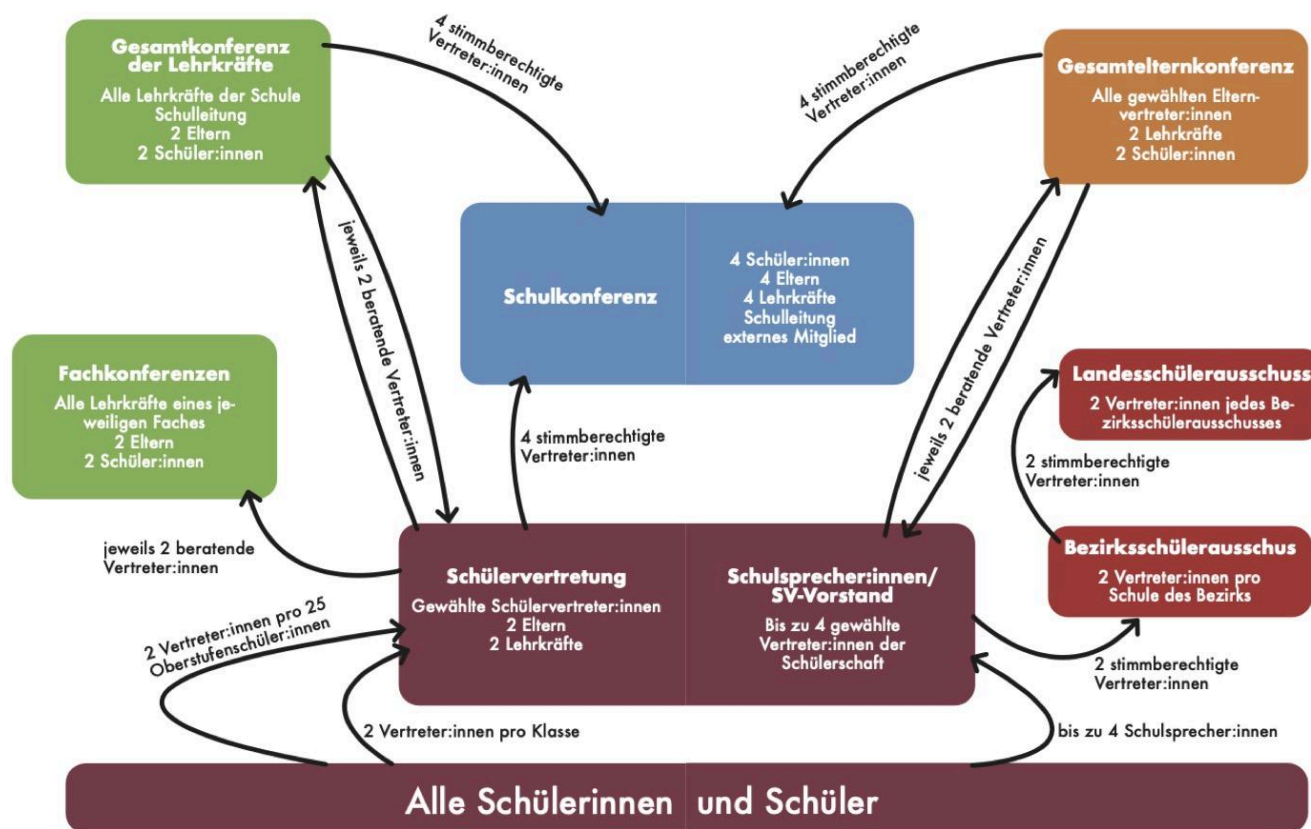 Gesamtkonferenz
der Lehrkräfte
Alle Lehrkräfte der Schule
Schulleitung
2 Eltern
2 Schüler:innen
4 stimmberechtigte
Vertreter:innen
4 stimmberechtigte
Vertreter:innen
Gesamtelternkonferenz
Alle gewählten Eltern-
vertreter:innen
2 Lehrkräfte
2 Schüler:innen
jeweils 2 beratende Vertreter:innen
Schulkonferenz
4 Schüler:innen
4 Eltern
4 Lehrkräfte
Schulleitung
externes Mitglied
jeweils 2 beratende Vertreter:innen
Fachkonferenzen
Alle Lehrkräfte eines je-
weiligen Faches
2 Eltern
2 Schüler:innen
Landesschülerausschuss
2 Vertreter:innen jedes Be-
zirksschülerausschusses
4 stimmberechtigte
Vertreter:innen
2 stimmberechtigte
Vertreter:innen
jeweils 2 beratende
Vertreter:innen
Schülervertretung
Gewählte Schülervertreter:innen
2 Eltern
2 Lehrkräfte
Schulsprecher:innen/
SV-Vorstand
Bis zu 4 gewählte
Vertreter:innen der
Schülerschaft
Bezirksschülerausschus
2 Vertreter:innen pro
Schule des Bezirks
2 Vertreter:innen pro 25
Oberstufenschüler:innen
2 stimmberechtigte
Vertreter:innen
2 Vertreter:innen pro Klasse
bis zu 4 Schulsprecher:innen
Alle Schülerinnen und Schüler